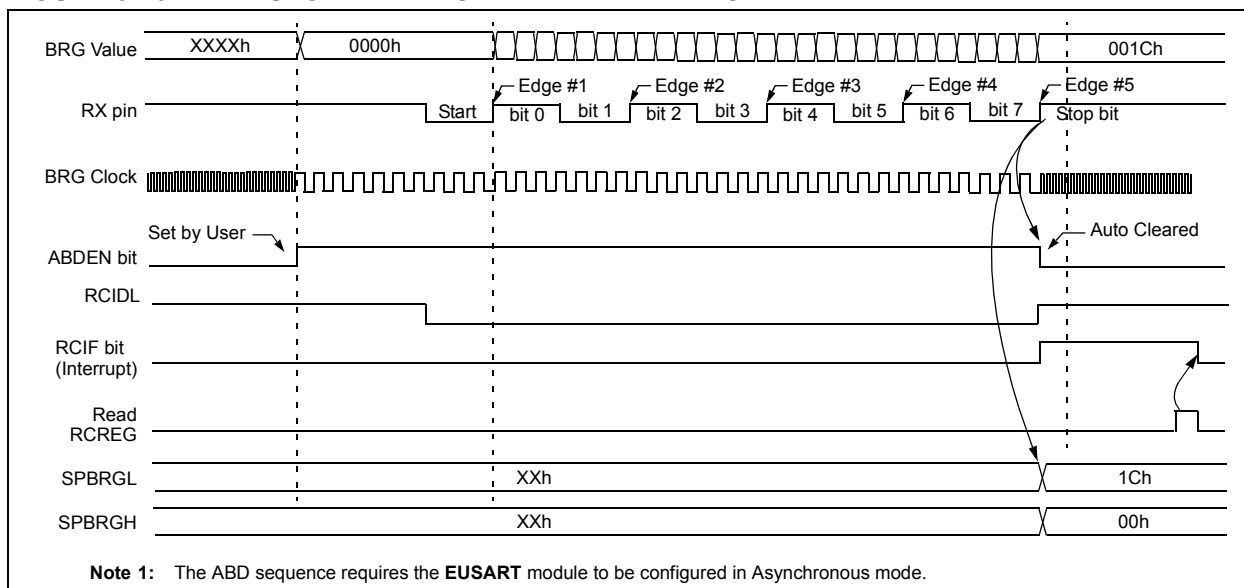 BRG Value XXXXh 0000h 001Ch
Edge #1 Edge #2 Edge #3 Edge #4 Edge #5
RX pin Start bit 0 bit 1 bit 2 bit 3 bit 4 bit 5 bit 6 bit 7 Stop bit
BRG Clock
Set by User Auto Cleared
ABDEN bit
RCIDL
RCIF bit
(Interrupt)
Read
RCREG
SPBRGL XXh 1Ch
SPBRGH XXh 00h
Note 1: The ABD sequence requires the EUSART module to be configured in Asynchronous mode.